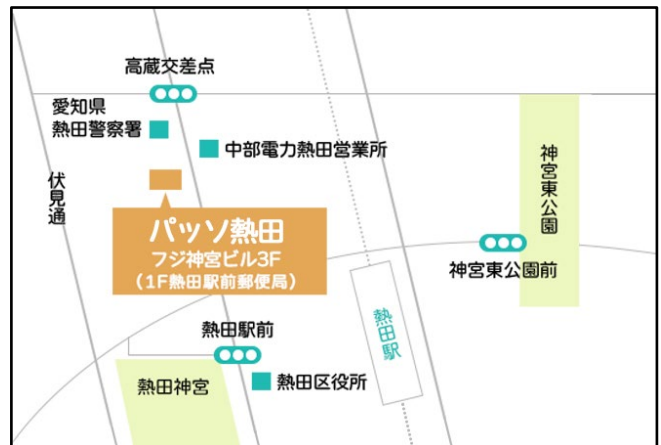 高蔵交差点
愛知県
熱田警察署
中部電力熱田営業所
伏見通
パッソ熱田
フジ神宮ビル3F
(1F熱田駅前郵便局)
神宮東公園
神宮東公園前
熱田駅
熱田駅前
熱田神宮
熱田区役所